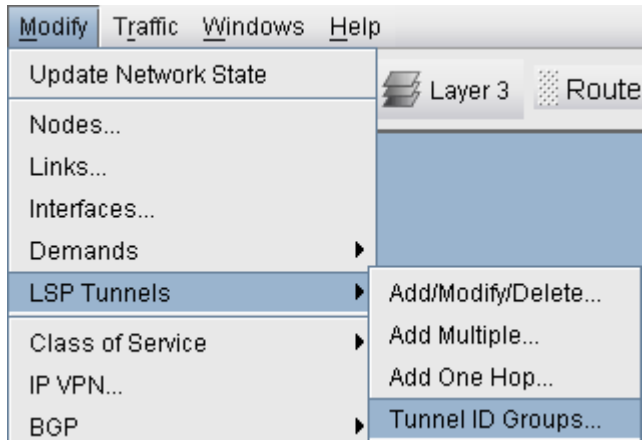 Modify Traffic Windows Help
Update Network State
Layer 3 Route
Nodes...
Links...
Interfaces...
Demands
LSP Tunnels
Add/Modify/Delete...
Add Multiple...
Add One Hop...
Tunnel ID Groups...
Class of Service
IP VPN...
BGP